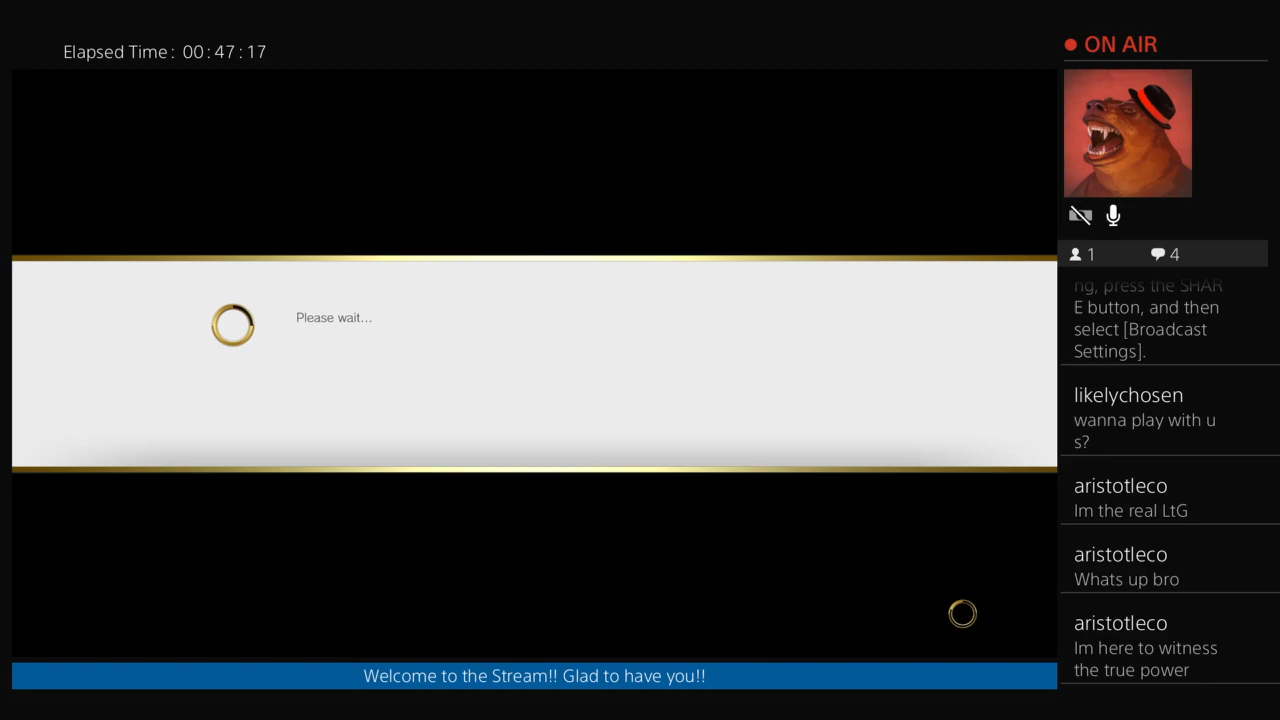 Elapsed Time: 00:47:17
ON AIR
1 4
ng, press the SHAR
E button, and then
select [Broadcast
Settings].
Please wait...
likelychosen
wanna play with u
s?
aristotleco
Im the real LtG
aristotleco
Whats up bro
aristotleco
Im here to witness
the true power
Welcome to the Stream!! Glad to have you!!